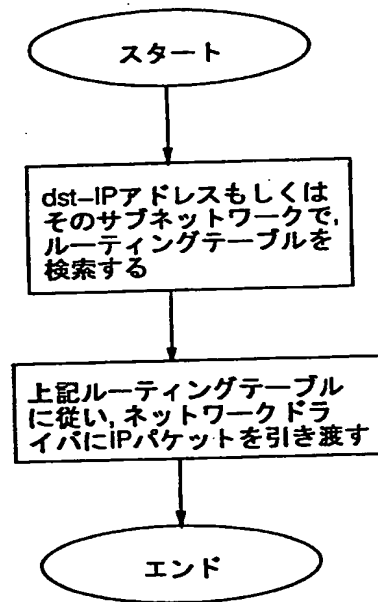 スタート
dst-IPアドレスもしくは
そのサブネットワークで,
ルーティングテーブルを
検索する
上記ルーティングテーブル
に従い,ネットワークドラ
イバにIPパケットを引き渡す
エンド